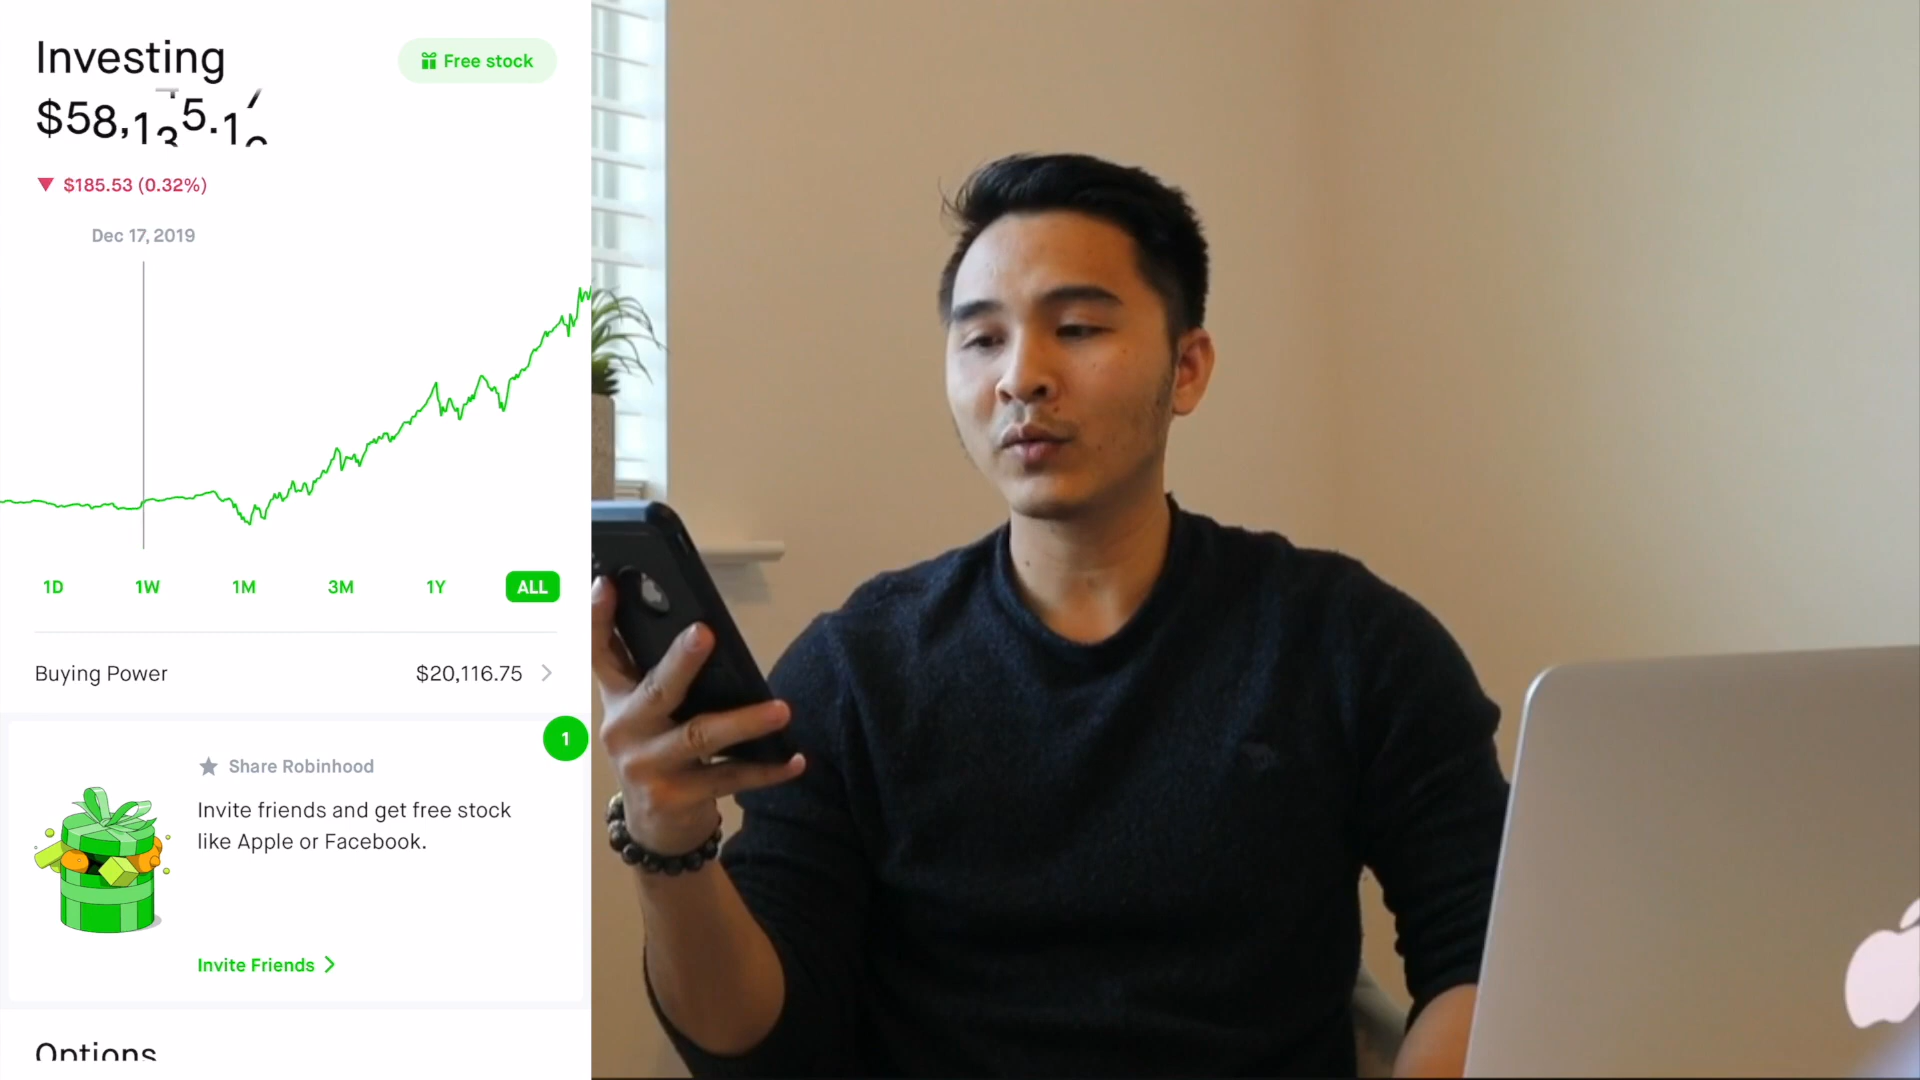 Investing
Free stock
▼ $185.53 (0.32%)
Dec 17, 2019
1D 1W 1M 3M 1Y ALL
Buying Power $20,116.75
1
Share Robinhood
Invite friends and get free stock
like Apple or Facebook.
Invite Friends
Options